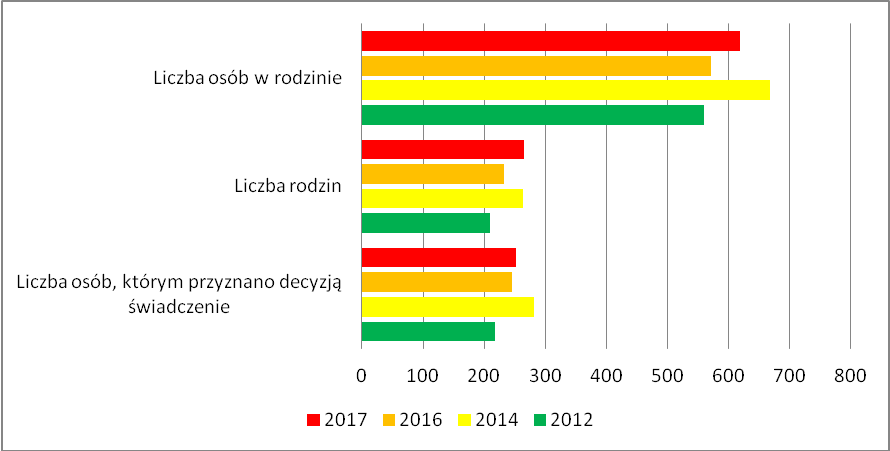 Liczba osób w rodzinie
Liczba rodzin
Liczba osób, którym przyznano decyzją
świadczenie
0 100 200 300 400 500 600 700 800
2017 2016 2014 2012